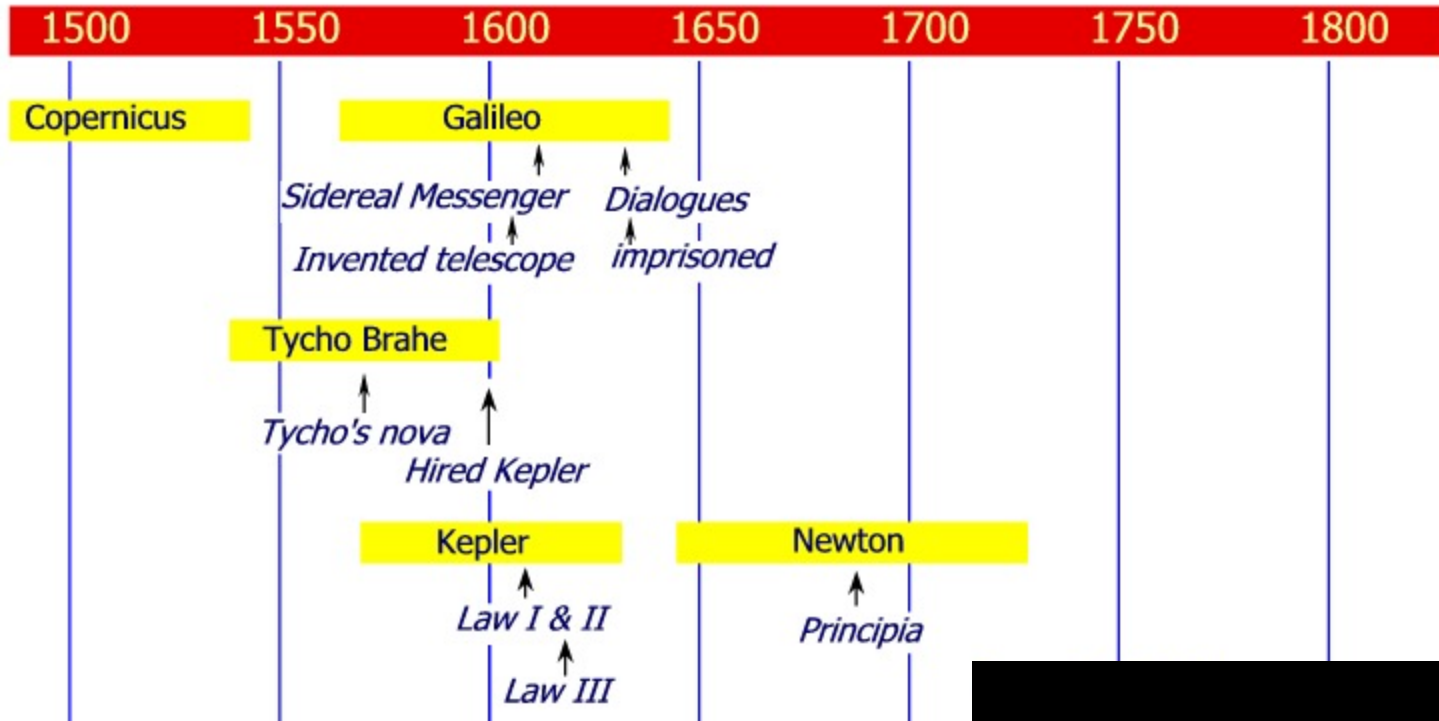 1500 1550 1600 1650 1700 1750 1800
Copernicus Galileo
Sidereal Messenger Dialogues
Invented telescope imprisoned
Tycho Brahe
Tycho's nova
Hired Kepler
Kepler Newton
Law I & II Principia
Law III